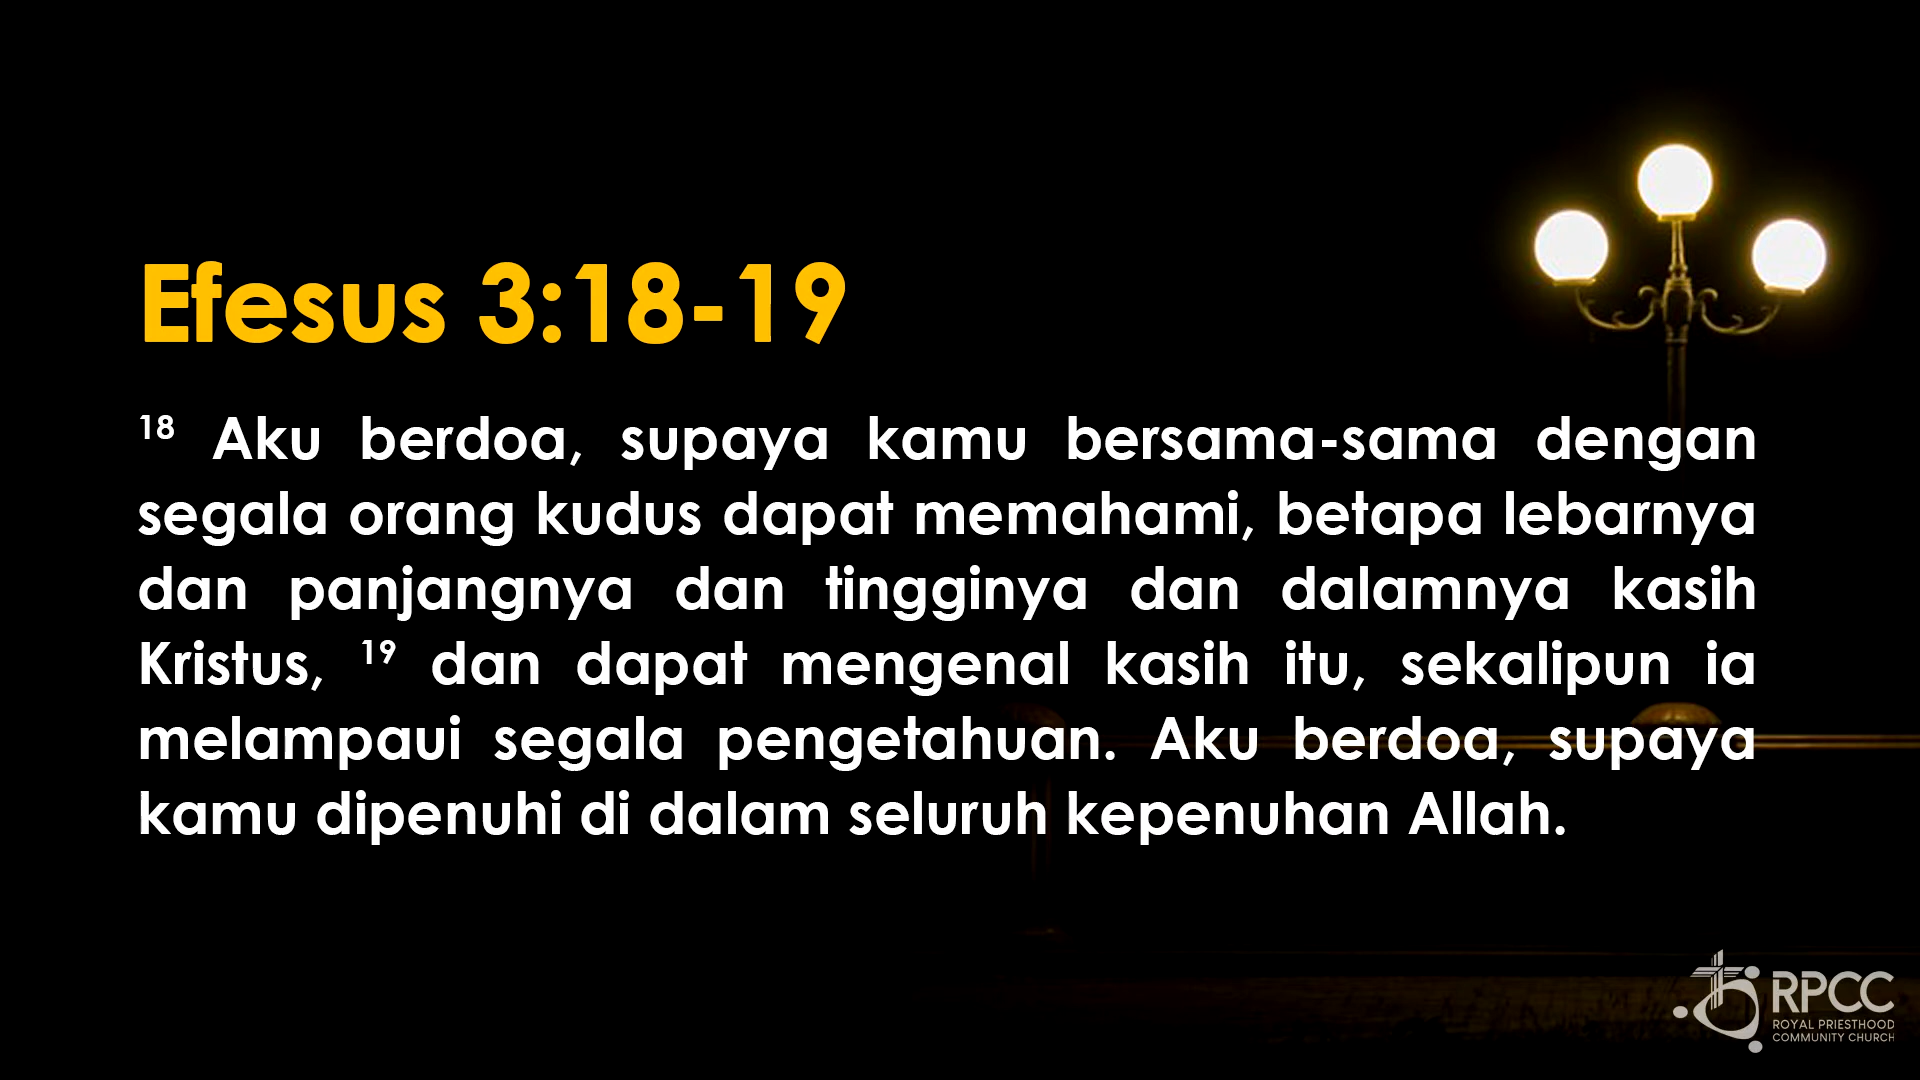 Efesus 3:18-19
18 Aku berdoa, supaya kamu bersama-sama dengan
segala orang kudus dapat memahami, betapa lebarnya
dan panjangnya dan tingginya dan dalamnya kasih
Kristus, 19 dan dapat mengenal kasih itu, sekalipun ia
melampaui segala pengetahuan. Aku berdoa, supaya
kamu dipenuhi di dalam seluruh kepenuhan Allah.
RPCC
ROYAL PRIESTHOOD
COMMUNITY CHURCH